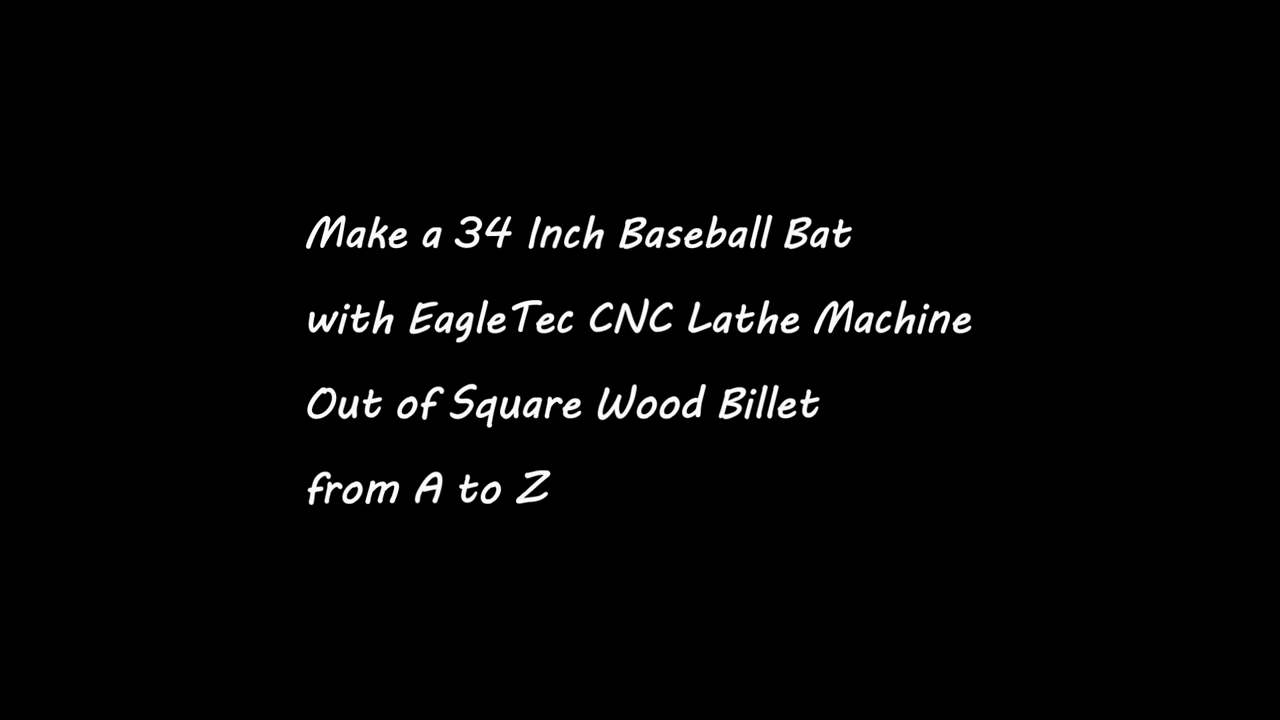 Make a 34 Inch Baseball Bat
with EagleTec CNC Lathe Machine
Out of Square Wood Billet
from A to Z